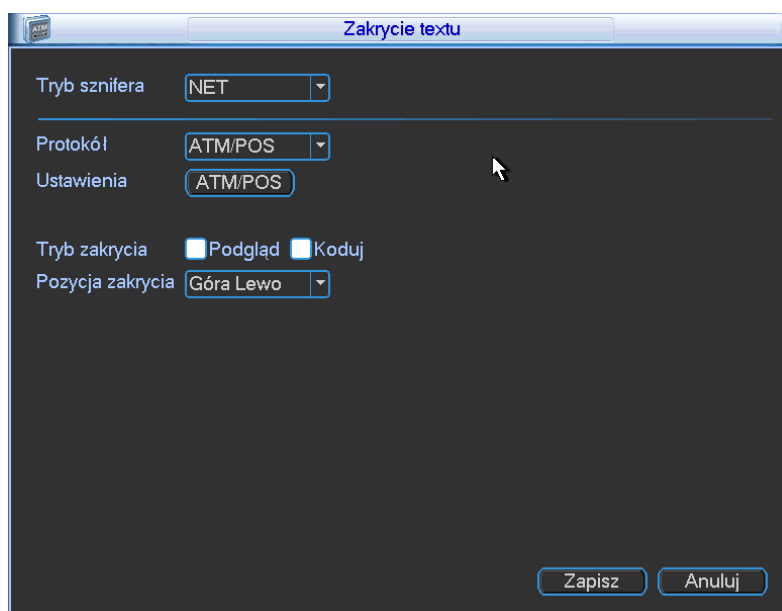 ATM
Zakrycie textu
Tryb sznifera NET
Protokół ATM/POS
Ustawienia ATM/POS
Tryb zakrycia Podgląd Koduj
Pozycja zakrycia Góra Lewo
Zapisz Anuluj